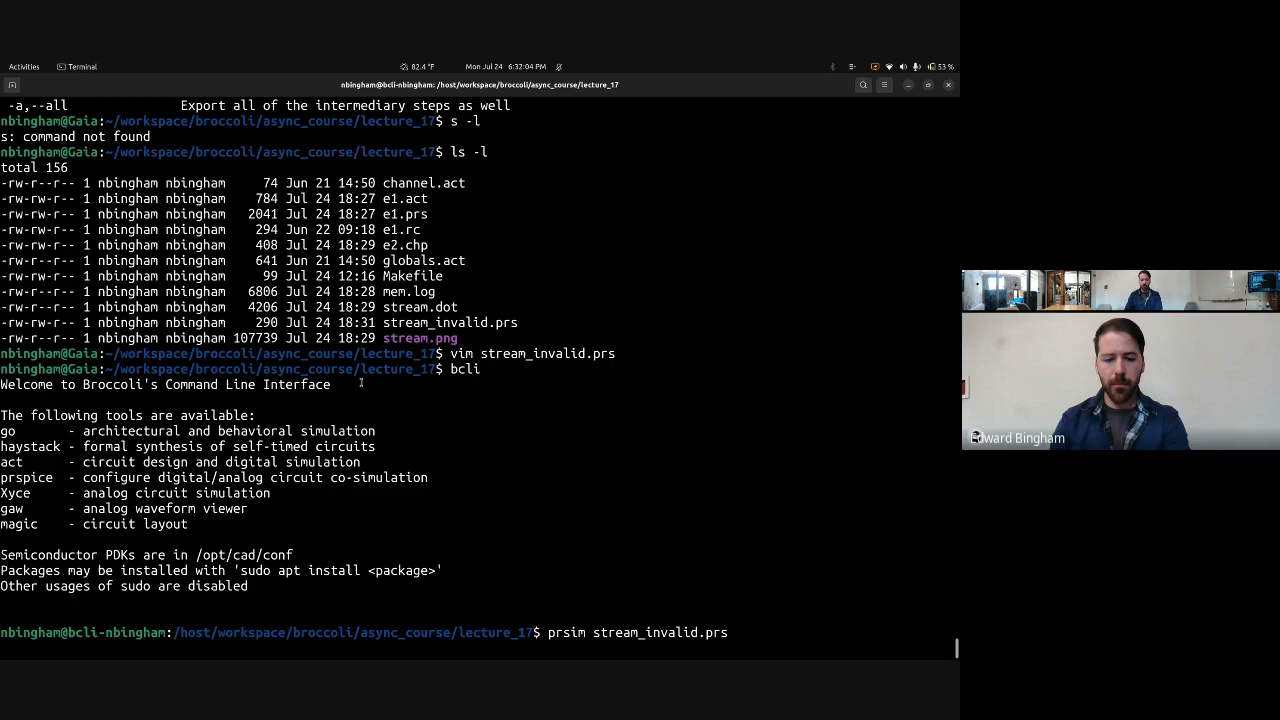 Activities Terminal 82.4 °F Mon Jul 24 6:32:04 PM 53 %
nbingham@bcli-nbingham: /host/workspace/broccoli/async_course/lecture_17
-a,--all Export all of the intermediary steps as well
nbingham@Gaia:~/workspace/broccoli/async_course/lecture_17$ s -l
s: command not found
nbingham@Gaia:~/workspace/broccoli/async_course/lecture_17$ ls -l
total 156
-rw-r--r-- 1 nbingham nbingham 74 Jun 21 14:50 channel.act
-rw-rw-r-- 1 nbingham nbingham 784 Jul 24 18:27 e1.act
-rw-rw-r-- 1 nbingham nbingham 2041 Jul 24 18:27 e1.prs
-rw-r--r-- 1 nbingham nbingham 294 Jun 22 09:18 e1.rc
-rw-rw-r-- 1 nbingham nbingham 408 Jul 24 18:29 e2.chp
-rw-r--r-- 1 nbingham nbingham 641 Jun 21 14:50 globals.act
-rw-rw-r-- 1 nbingham nbingham 99 Jul 24 12:16 Makefile
-rw-rw-r-- 1 nbingham nbingham 6806 Jul 24 18:28 mem.log
-rw-rw-r-- 1 nbingham nbingham 4206 Jul 24 18:29 stream.dot
-rw-rw-r-- 1 nbingham nbingham 290 Jul 24 18:31 stream_invalid.prs
-rw-rw-r-- 1 nbingham nbingham 107739 Jul 24 18:29 stream.png
nbingham@Gaia:~/workspace/broccoli/async_course/lecture_17$ vim stream_invalid.prs
nbingham@Gaia:~/workspace/broccoli/async_course/lecture_17$ bcli
Welcome to Broccoli's Command Line Interface
The following tools are available:
go - architectural and behavioral simulation
haystack - formal synthesis of self-timed circuits
act - circuit design and digital simulation
prspice - configure digital/analog circuit co-simulation
Xyce - analog circuit simulation
gaw - analog waveform viewer
magic - circuit layout
Semiconductor PDKs are in /opt/cad/conf
Packages may be installed with 'sudo apt install <package>'
Other usages of sudo are disabled
nbingham@bcli-nbingham:/host/workspace/broccoli/async_course/lecture_17$ prsim stream_invalid.prs
Edward Bingham